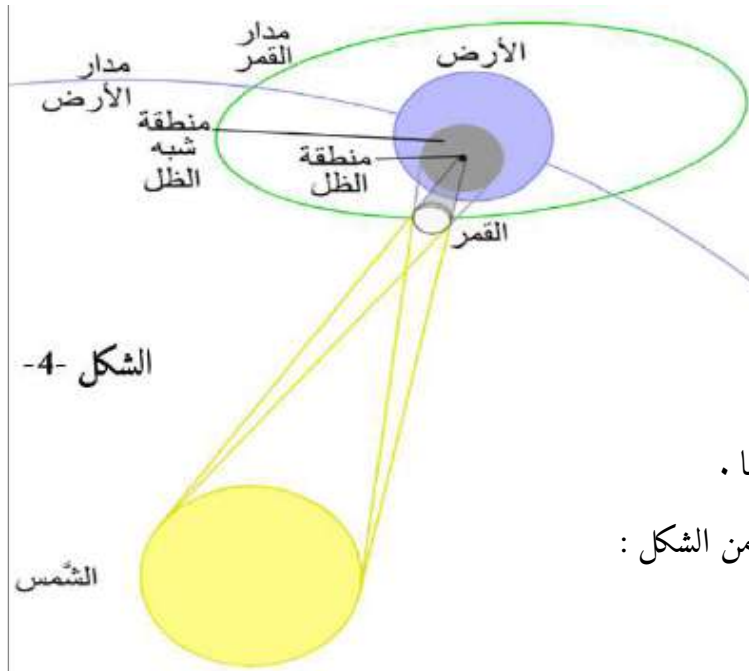 مدار
القمر
الأرض
مدار
الأرض
منطقة
شبه
الظل
منطقة
الظل
القمر
الشكل -4-
ا .
من الشكل :
الشَّمس